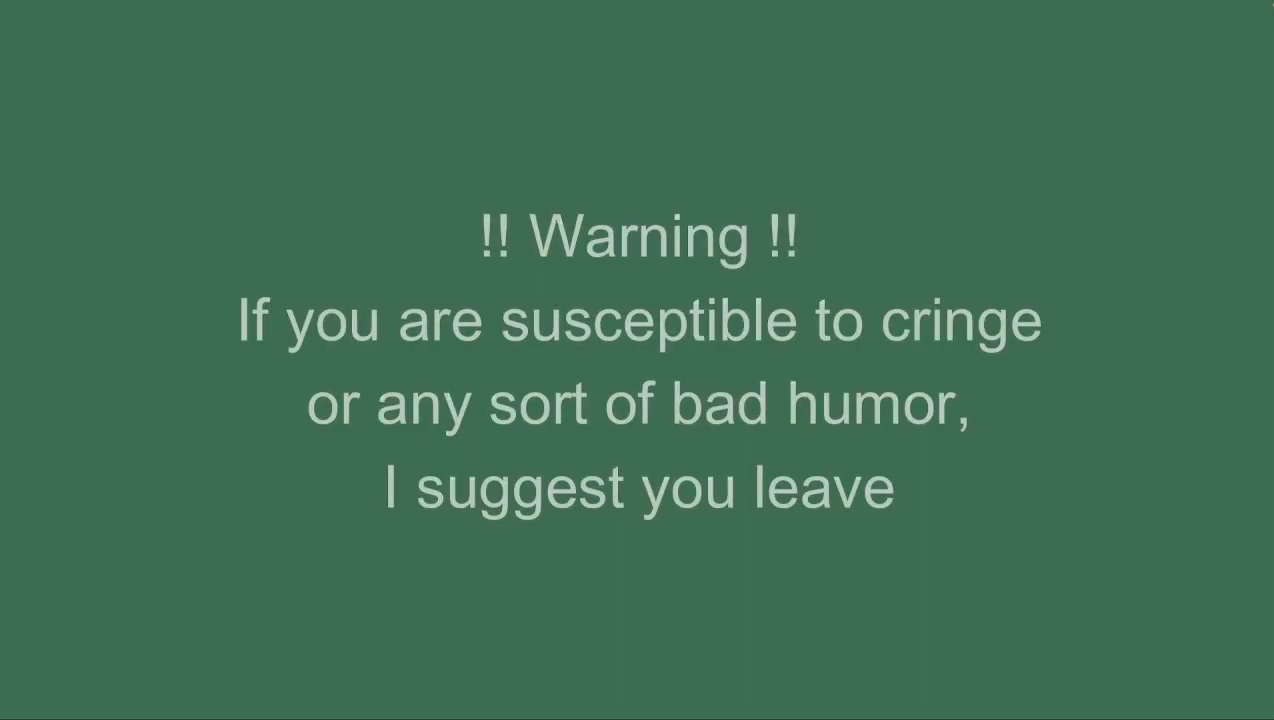 !! Warning !!
If you are susceptible to cringe
or any sort of bad humor,
I suggest you leave